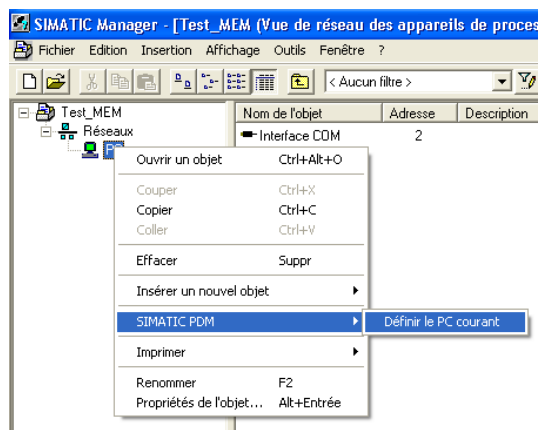 SIMATIC Manager - [Test_MEM (Vue de réseau des appareils de proces
Fichier Edition Insertion Affichage Outils Fenêtre ?
< Aucun filtre >
Test_MEM
Nom de l'objet Adresse Description
Réseaux
Interface COM 2
Ouvrir un objet Ctrl+Alt+O
Couper Ctrl+X
Copier Ctrl+C
Coller Ctrl+V
Effacer Suppr
Insérer un nouvel objet
SIMATIC PDM Définir le PC courant
Imprimer
Renommer F2
Propriétés de l'objet... Alt+Entrée